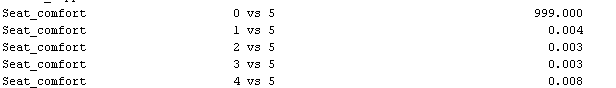 Seat_comfort 0 vs 5 999.000
Seat_comfort 1 vs 5 0.004
Seat_comfort 2 vs 5 0.003
Seat_comfort 3 vs 5 0.003
Seat_comfort 4 vs 5 0.008